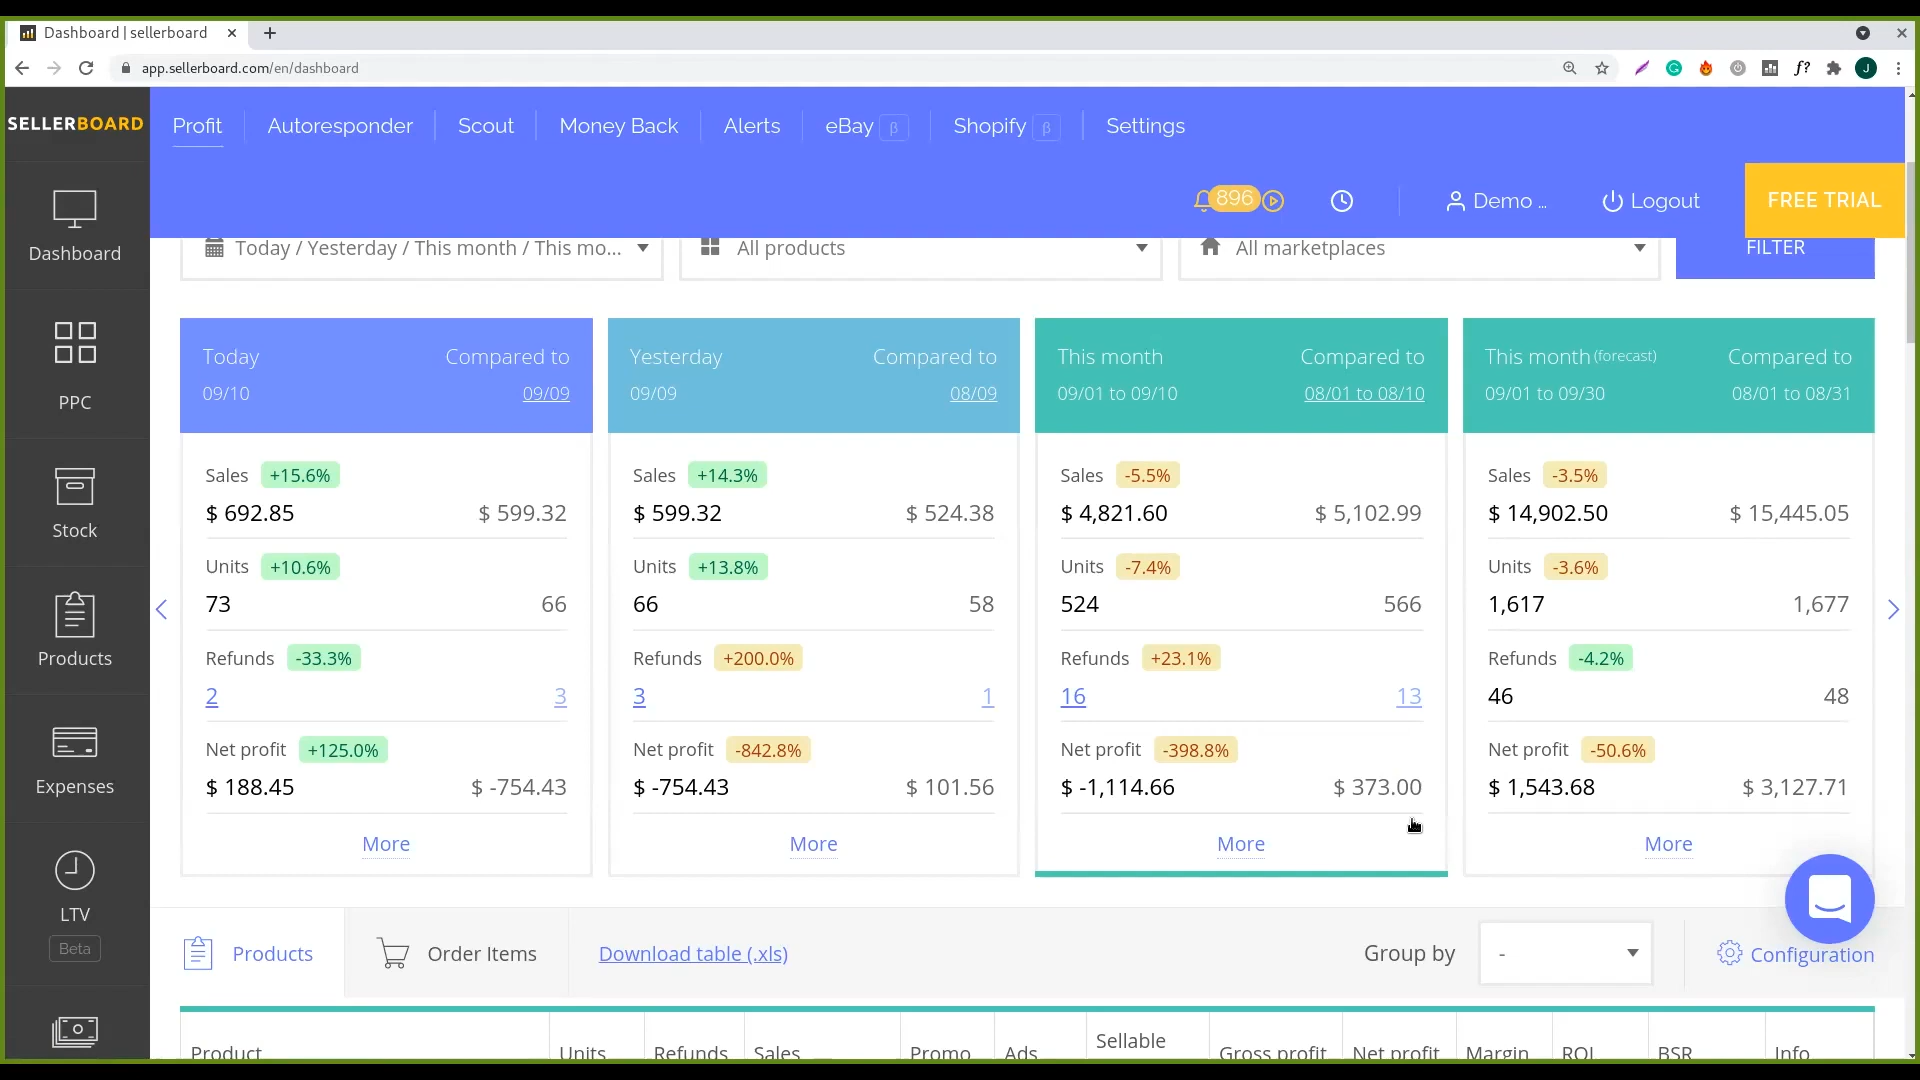 Dashboard | sellerboard
app.sellerboard.com/en/dashboard
SELLERBOARD
Profit Autoresponder Scout Money Back Alerts eBay β Shopify β Settings
896 Demo ... Logout FREE TRIAL
Today / Yesterday / This month / This mo... All products All marketplaces FILTER
Dashboard
PPC
Stock
Products
Expenses
LTV
Beta
Today Compared to
09/10 09/09
Sales +15.6%
$ 692.85 $ 599.32
Units +10.6%
73 66
Refunds -33.3%
2 3
Net profit +125.0%
$ 188.45 $ -754.43
More
Yesterday Compared to
09/09 08/09
Sales +14.3%
$ 599.32 $ 524.38
Units +13.8%
66 58
Refunds +200.0%
3 1
Net profit -842.8%
$ -754.43 $ 101.56
More
This month Compared to
09/01 to 09/10 08/01 to 08/10
Sales -5.5%
$ 4,821.60 $ 5,102.99
Units -7.4%
524 566
Refunds +23.1%
16 13
Net profit -398.8%
$ -1,114.66 $ 373.00
More
This month (forecast) Compared to
09/01 to 09/30 08/01 to 08/31
Sales -3.5%
$ 14,902.50 $ 15,445.05
Units -3.6%
1,617 1,677
Refunds -4.2%
46 48
Net profit -50.6%
$ 1,543.68 $ 3,127.71
More
Products Order Items Download table (.xls) Group by - Configuration
Product Units Refunds Sales Promo Ads Sellable Gross profit Net profit Margin ROI BSR Info